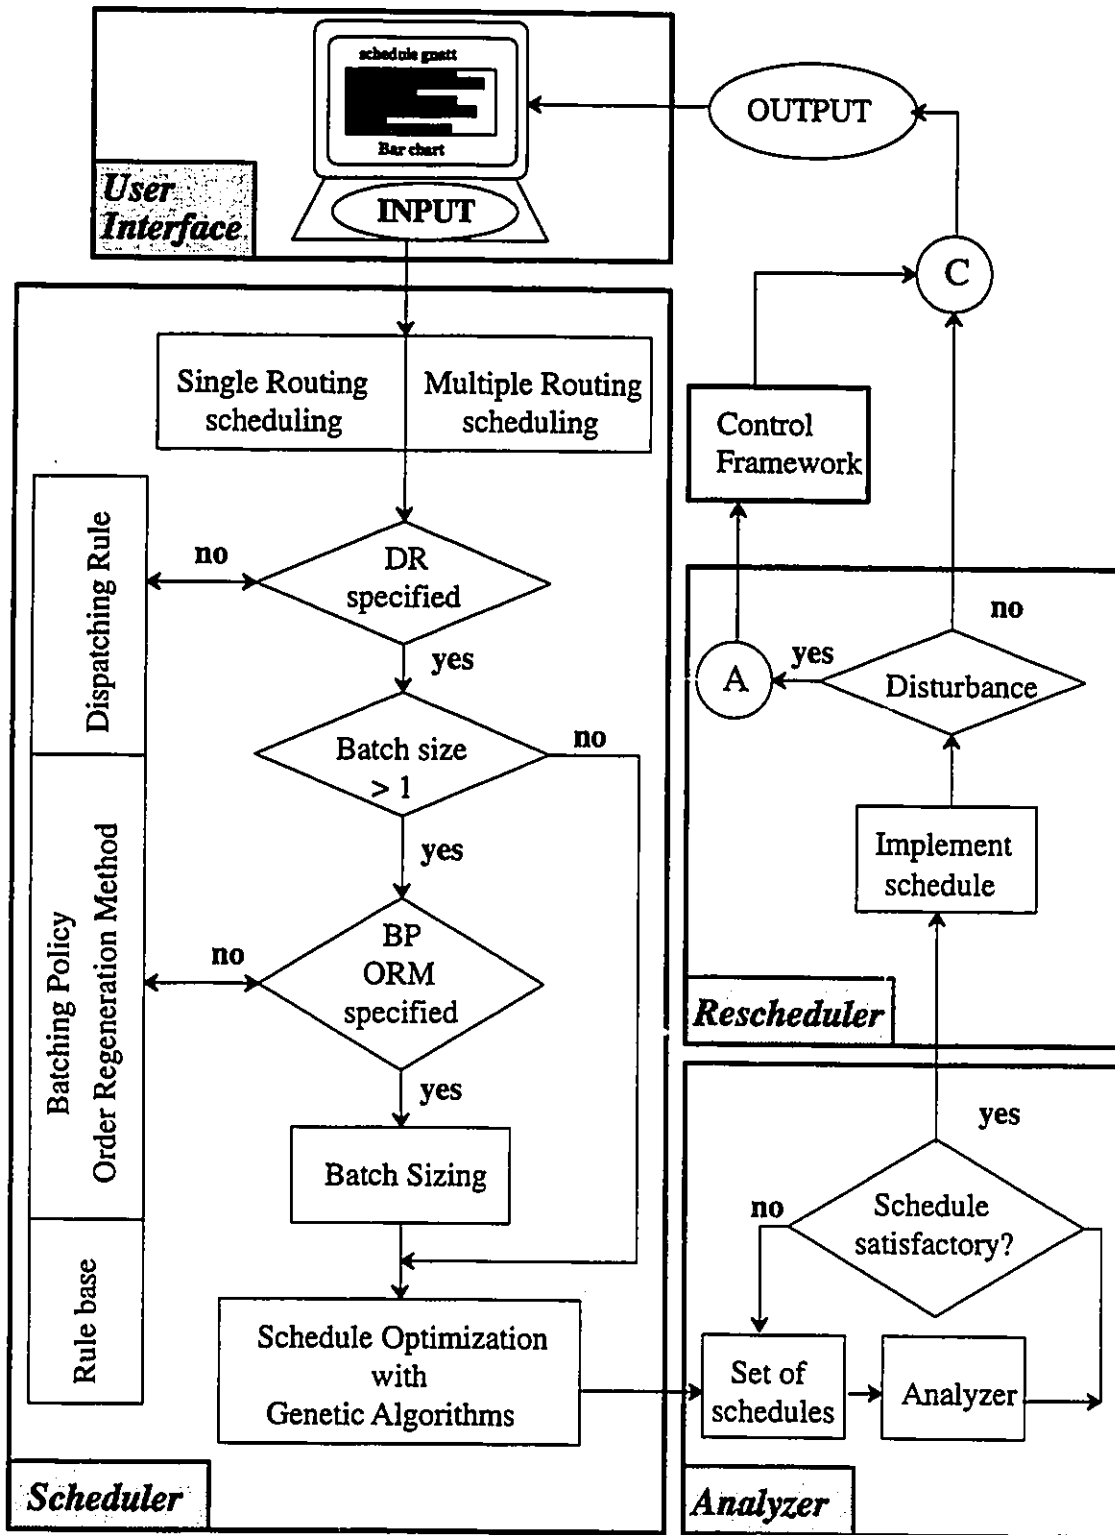 schedule gnatt
Bar chart
INPUT
User
Interface
OUTPUT
C
Single Routing
scheduling
Multiple Routing
scheduling
Control
Framework
Dispatching Rule
no
DR
specified
yes
Batch size
> 1
no
yes
Batching Policy
Order Regeneration Method
no
BP
ORM
specified
yes
Batch Sizing
Rule base
Schedule Optimization
with
Genetic Algorithms
Scheduler
no
A
yes
Disturbance
Implement
schedule
Rescheduler
yes
no
Schedule
satisfactory?
Set of
schedules
Analyzer
Analyzer